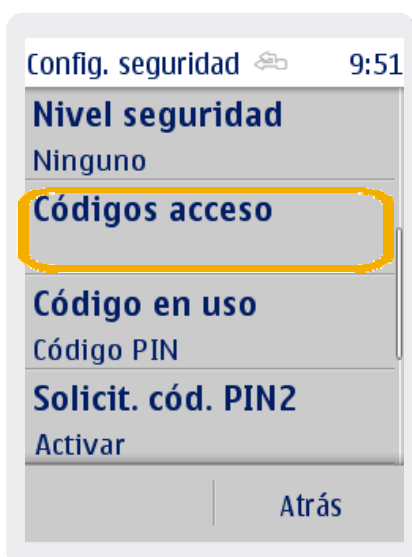 Config. seguridad 9:51
Nivel seguridad
Ninguno
Códigos acceso
Código en uso
Código PIN
Solicit. cód. PIN2
Activar
Atrás